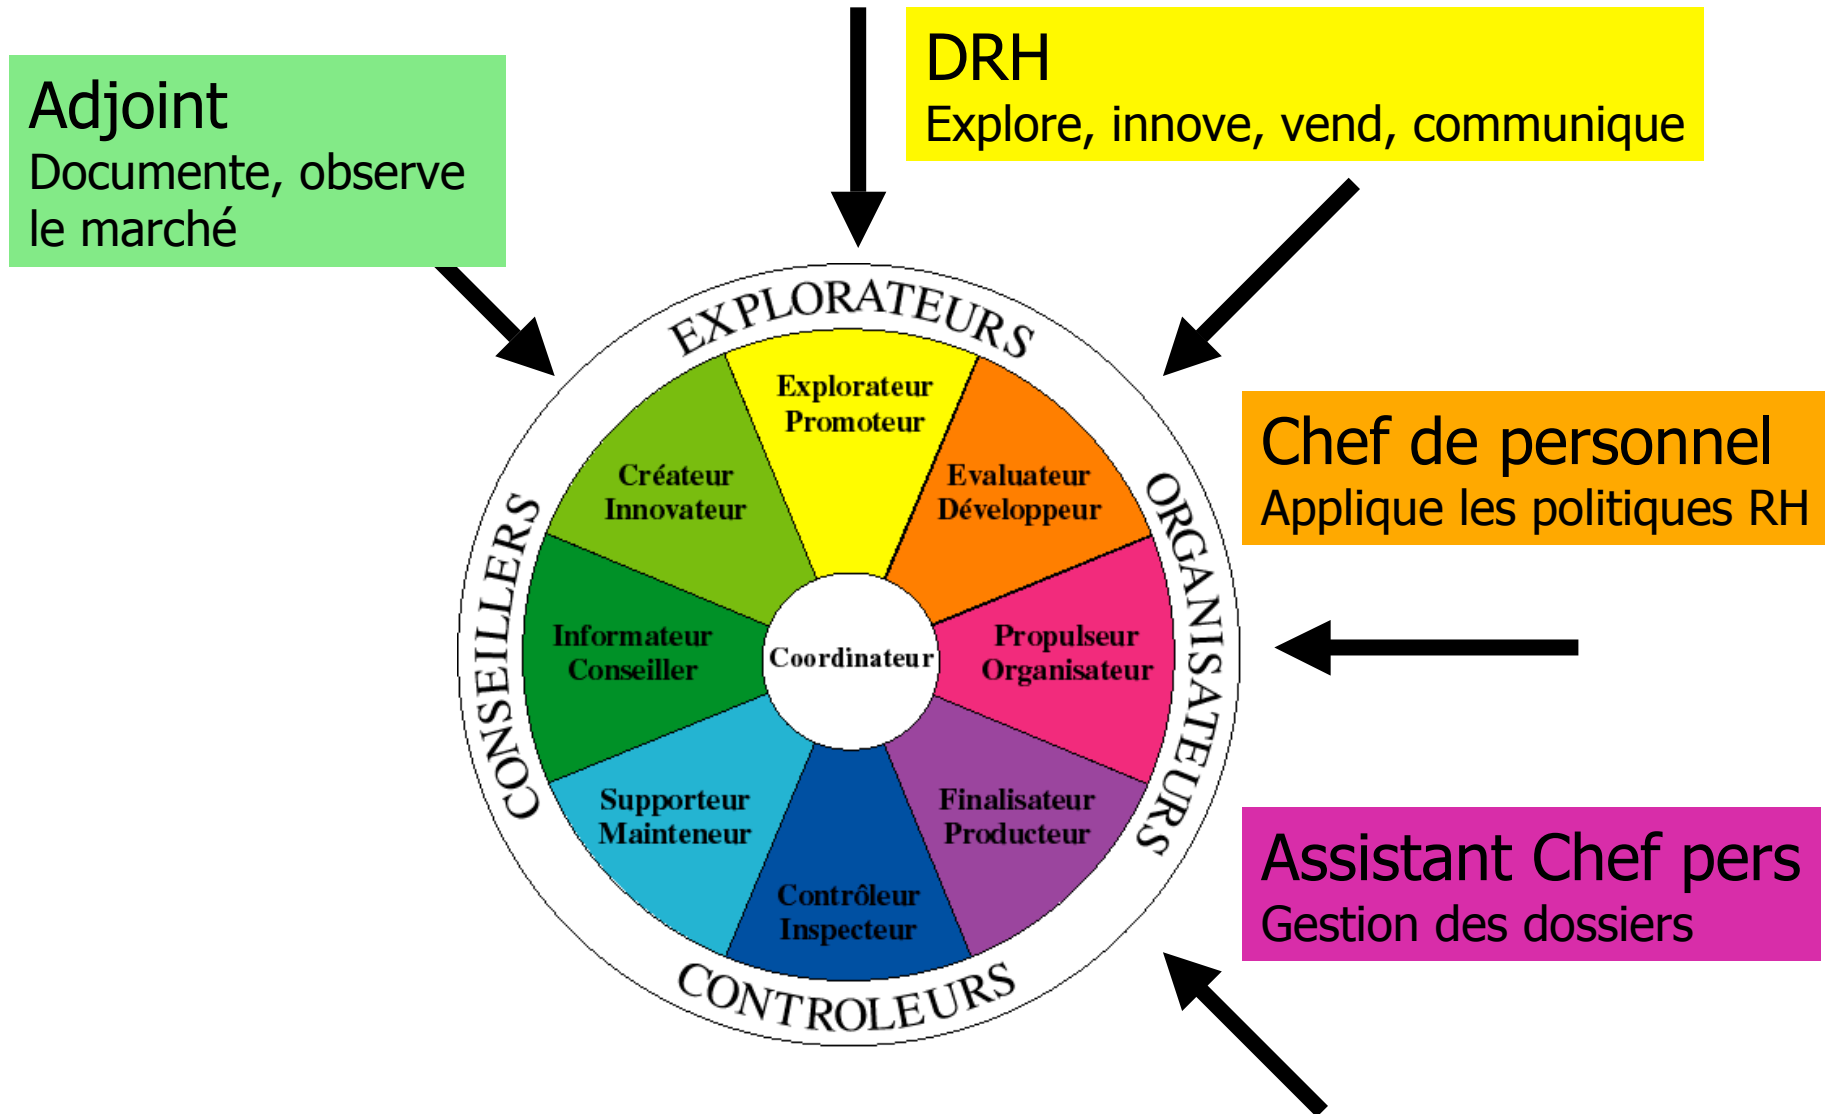 DRH
Explore, innove, vend, communique
Adjoint
Documente, observe
le marché
EXPLORATEURS
Explorateur
Promoteur
Créateur
Innovateur
Evaluateur
Développeur
Chef de personnel
Applique les politiques RH
CONSEILLERS
ORGANISATEURS
Informateur
Conseiller
Coordinateur
Propulseur
Organisateur
Supporteur
Mainteneur
Finalisateur
Producteur
Contrôleur
Inspecteur
Assistant Chef pers
Gestion des dossiers
CONTROLEURS